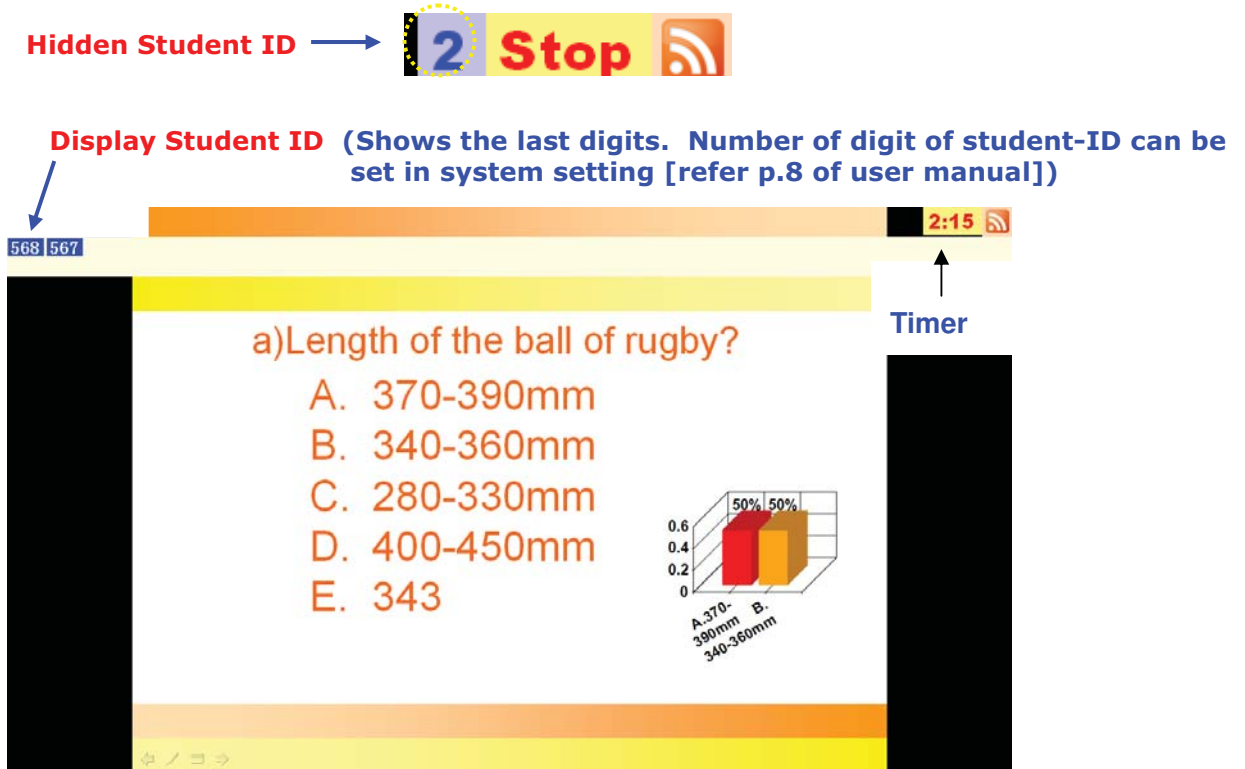 Hidden Student ID
2 Stop
Display Student ID (Shows the last digits. Number of digit of student-ID can be
set in system setting [refer p.8 of user manual])
2:15
568 567
Timer
a)Length of the ball of rugby?
A. 370-390mm
B. 340-360mm
C. 280-330mm
D. 400-450mm
E. 343
50% 50%
0.6
0.4
0.2
0
A.370-
390mm
B.
340-360mm